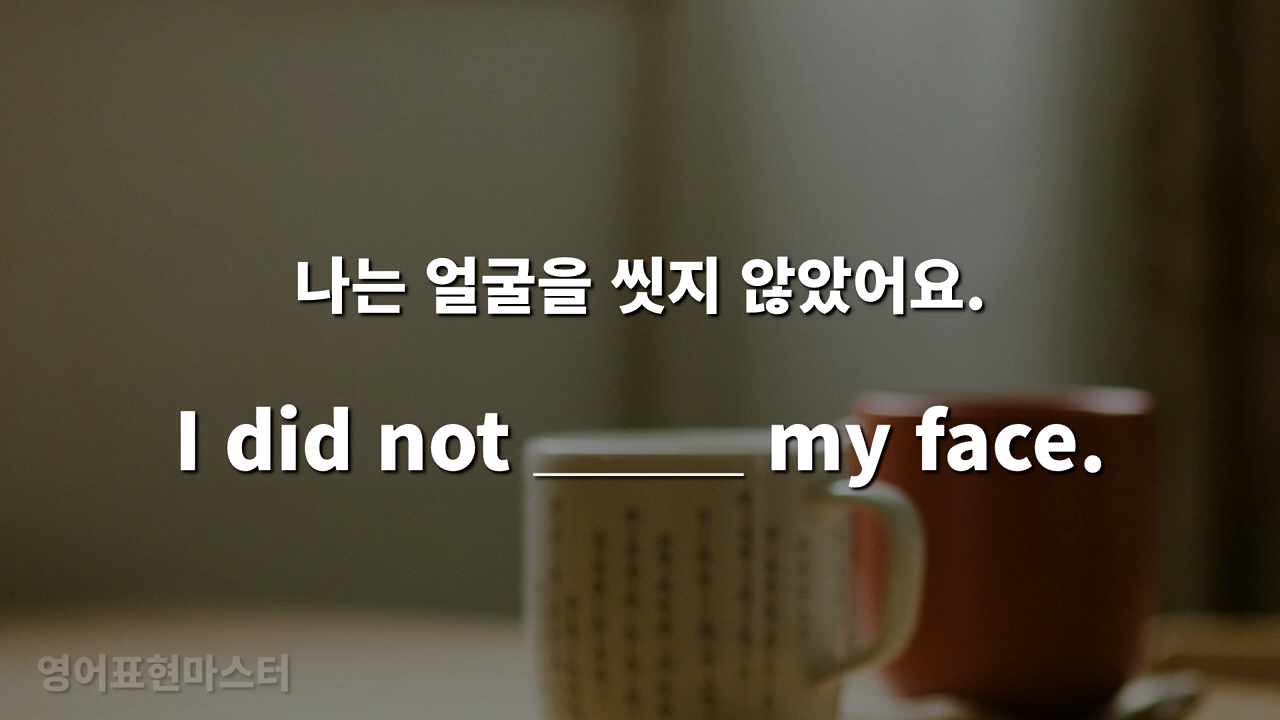 나는 얼굴을 씻지 않았어요.
I did not _____ my face.
영어표현마스터